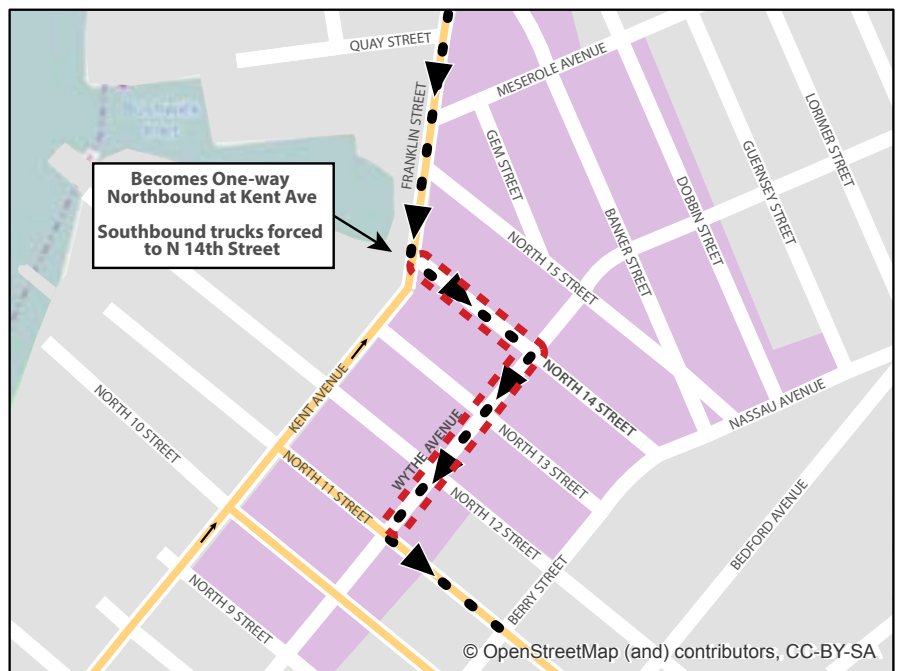 QUAY STREET
MESEROLE AVENUE
FRANKLIN STREET
GEM STREET
LORIMER STREET
GUERNSEY STREET
DOBBIN STREET
BANKER STREET
Becomes One-way
Northbound at Kent Ave
Southbound trucks forced
to N 14th Street
NORTH 15 STREET
KENT AVENUE
NORTH 14 STREET
NASSAU AVENUE
NORTH 10 STREET
WYTHE AVENUE
NORTH 13 STREET
NORTH 11 STREET
NORTH 12 STREET
BEDFORD AVENUE
NORTH 9 STREET
BERRY STREET
© OpenStreetMap (and) contributors, CC-BY-SA